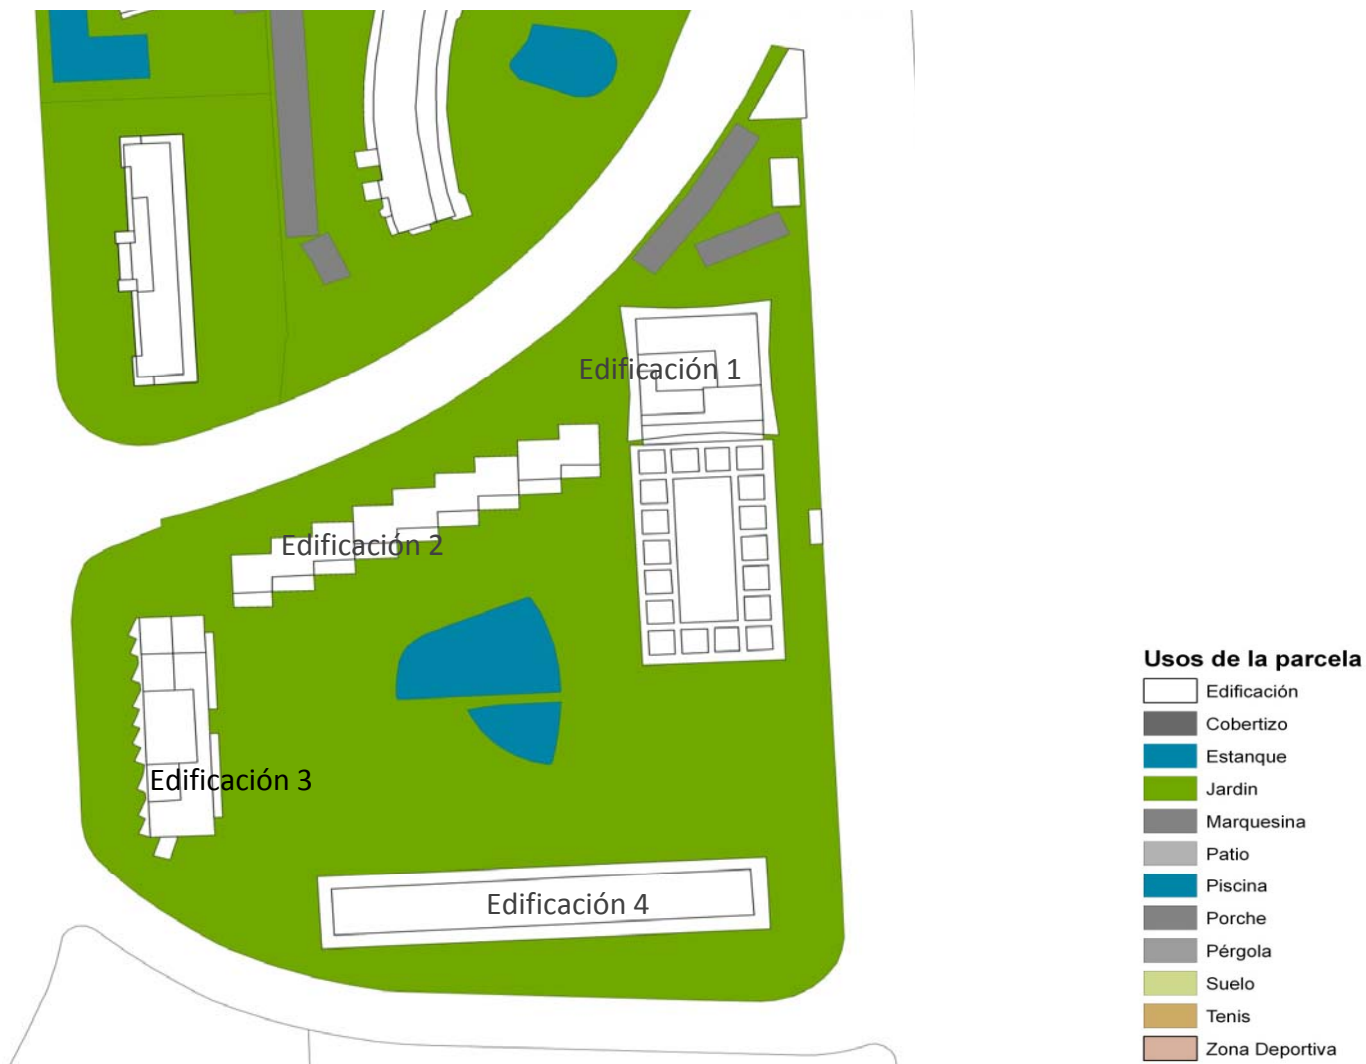 Edificación 1
Edificación 2
Edificación 3
Edificación 4
Usos de la parcela
Edificación
Cobertizo
Estanque
Jardin
Marquesina
Patio
Piscina
Porche
Pérgola
Suelo
Tenis
Zona Deportiva